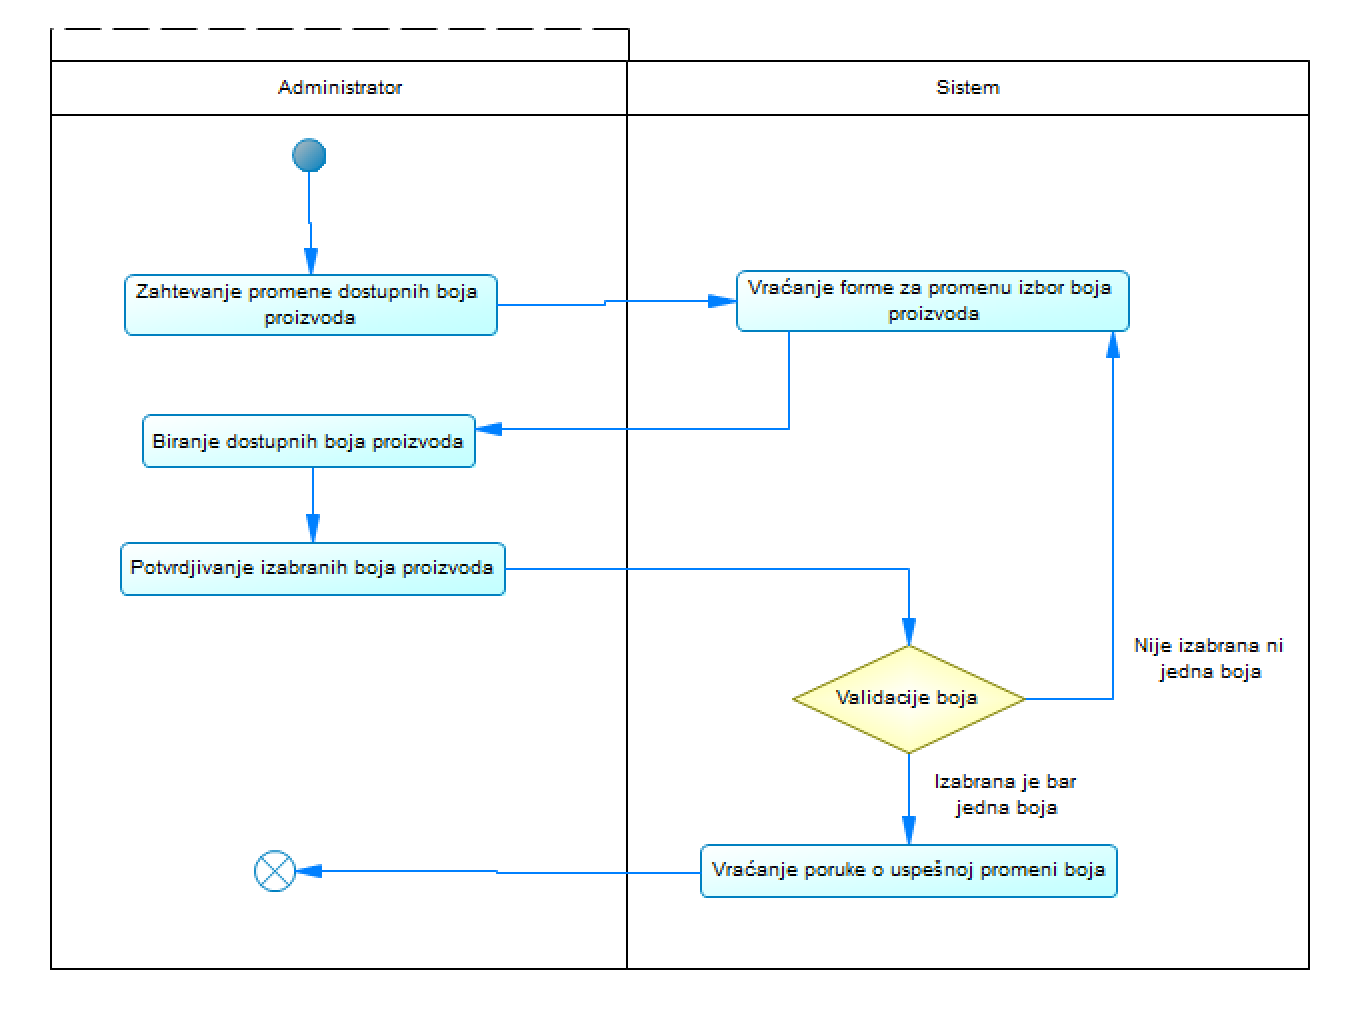 Administrator
Sistem
Zahtevanje promene dostupnih boja
proizvoda
Vraćanje forme za promenu izbor boja
proizvoda
Biranje dostupnih boja proizvoda
Potvrdjivanje izabranih boja proizvoda
Nije izabrana ni
jedna boja
Validacije boja
Izabrana je bar
jedna boja
Vraćanje poruke o uspešnoj promeni boja